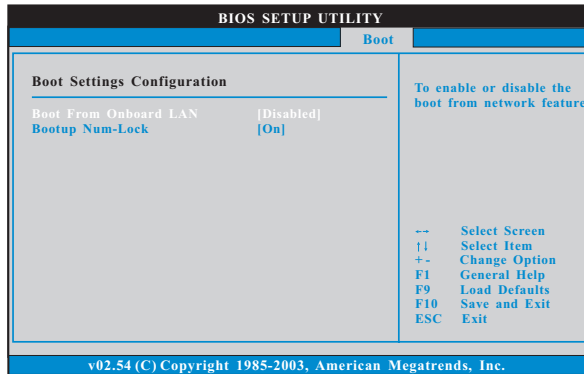 BIOS SETUP UTILITY
Boot
Boot Settings Configuration
Boot From Onboard LAN [Disabled]
Bootup Num-Lock [On]
To enable or disable the
boot from network feature
←→ Select Screen
↑↓ Select Item
+ - Change Option
F1 General Help
F9 Load Defaults
F10 Save and Exit
ESC Exit
v02.54 (C) Copyright 1985-2003, American Megatrends, Inc.